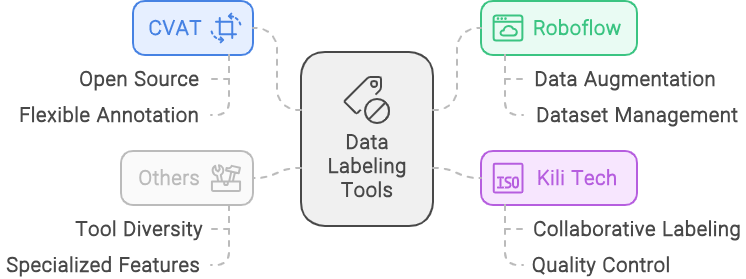 CVAT
Open Source
Flexible Annotation
Others
Tool Diversity
Specialized Features
Data
Labeling
Tools
Roboflow
Data Augmentation
Dataset Management
ISO
Kili Tech
Collaborative Labeling
Quality Control